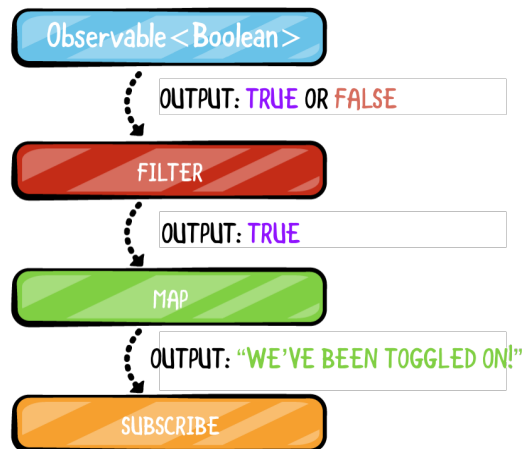 Observable<Boolean>
OUTPUT: TRUE OR FALSE
FILTER
OUTPUT: TRUE
MAP
OUTPUT: “WE’VE BEEN TOGGLED ON!”
SUBSCRIBE